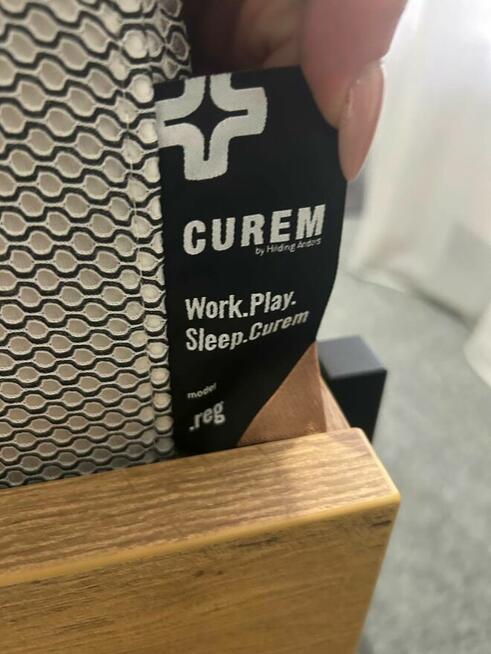 CUREM
by Hilding Anders
Work.Play.
Sleep.Curem
model
.reg